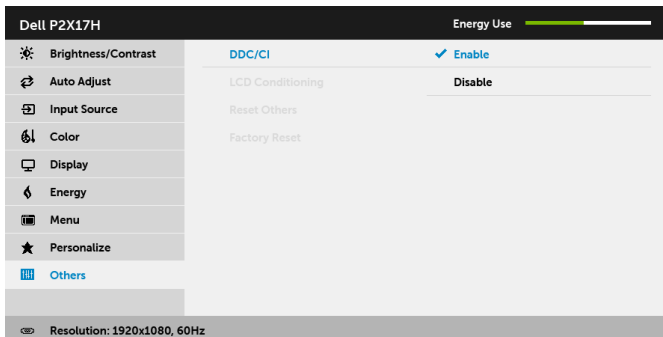 Dell P2X17H
Energy Use
Brightness/Contrast
DDC/CI
Enable
Auto Adjust
LCD Conditioning
Disable
Input Source
Reset Others
Color
Factory Reset
Display
Energy
Menu
Personalize
Others
Resolution: 1920x1080, 60Hz